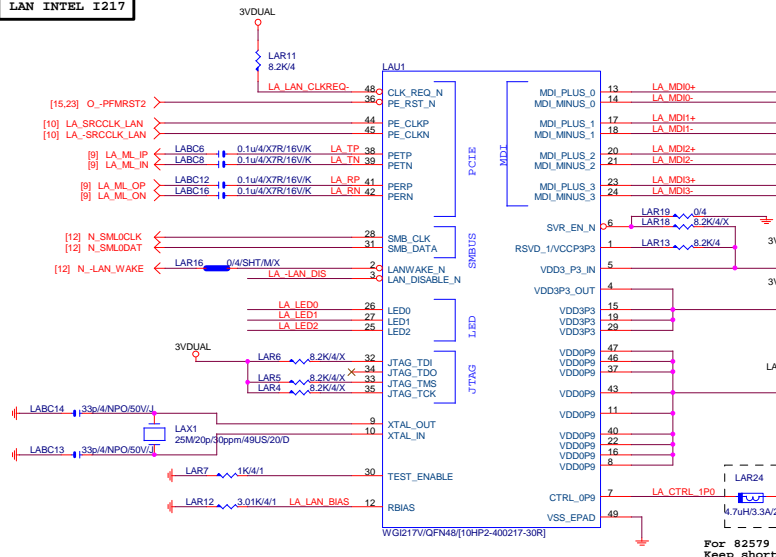 LAN INTEL I217
3VDUAL
LAR11
8.2K/4
LAU1
LA_LAN_CLKREQ- 48 CLK_REQ_N MDI_PLUS_0 13 LA_MDI0+
[15,23] O_-PFMRST2 36 PE_RST_N MDI_MINUS_0 14 LA_MDI0-
[10] LA_SRCCLK_LAN 44 PE_CLKP MDI_PLUS_1 17 LA_MDI1+
[10] LA_-SRCCLK_LAN 45 PE_CLKN MDI_MINUS_1 18 LA_MDI1-
[9] LA_ML_IP LABC6 0.1u/4/X7R/16V/K LA_TP 38 PETP MDI_PLUS_2 20 LA_MDI2+
[9] LA_ML_IN LABC8 0.1u/4/X7R/16V/K LA_TN 39 PETN MDI_MINUS_2 21 LA_MDI2-
[9] LA_ML_OP LABC12 0.1u/4/X7R/16V/K LA_RP 41 PERP MDI_PLUS_3 23 LA_MDI3+
[9] LA_ML_ON LABC16 0.1u/4/X7R/16V/K LA_RN 42 PERN MDI_MINUS_3 24 LA_MDI3-
PCIE
MDI
LAR19 0/4
SVR_EN_N 6 LAR18 8.2K/4/X
[12] N_SML0CLK 28 SMB_CLK
[12] N_SML0DAT 31 SMB_DATA RSVD_1/VCCP3P3 1 LAR13 8.2K/4
SMBUS
[12] N_-LAN_WAKE LAR16 0/4/SHT/M/X 2 LANWAKE_N VDD3_P3_IN 5
LA_-LAN_DIS 3 LAN_DISABLE_N
VDD3P3_OUT 4
LA_LED0 26 LED0 VDD3P3 15
LA_LED1 27 LED1 VDD3P3 19
LA_LED2 25 LED2 VDD3P3 29
LED
3VDUAL
VDD0P9 47
LAR6 8.2K/4/X 32 JTAG_TDI VDD0P9 46
34 JTAG_TDO VDD0P9 37
LAR5 8.2K/4/X 33 JTAG_TMS
LAR4 8.2K/4/X 35 JTAG_TCK VDD0P9 43
JTAG
LABC14 33p/4/NPO/50V/J VDD0P9 11
LAX1
25M/20p/30ppm/49US/20/D
9 XTAL_OUT
10 XTAL_IN VDD0P9 40
VDD0P9 22
LABC13 33p/4/NPO/50V/J VDD0P9 16
VDD0P9 8
LAR7 1K/4/1 30 TEST_ENABLE
LAR24
CTRL_0P9 7 LA_CTRL_1P0
LAR12 3.01K/4/1 LA_LAN_BIAS 12 RBIAS
4.7uH/3.3A/2
VSS_EPAD 49
WGI217V/QFN48/[10HP2-400217-30R]
For 82579
Keep short